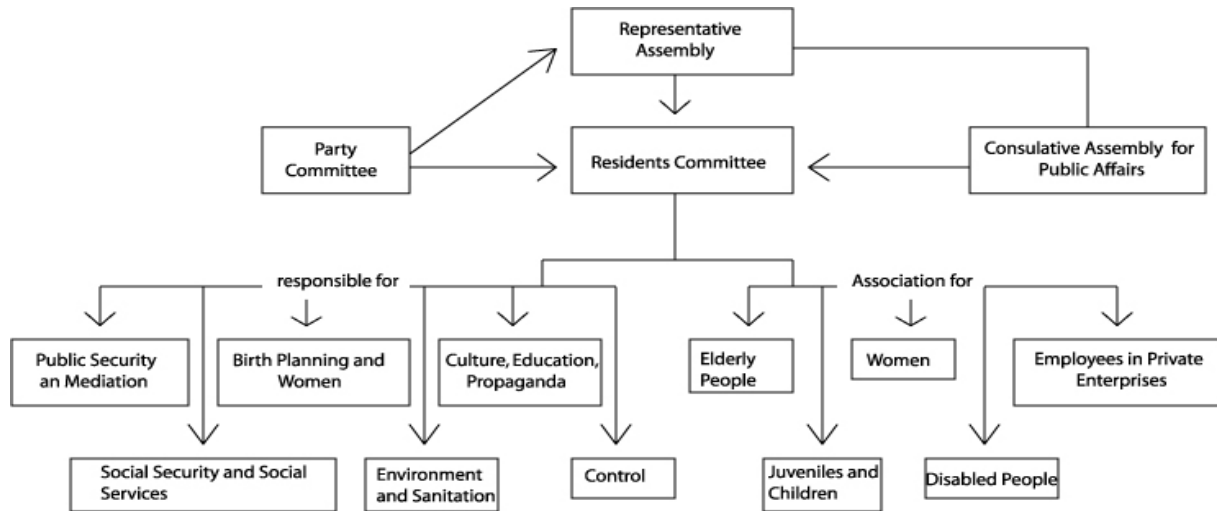 Representative
Assembly
Party
Committee
Residents Committee
Consulative Assembly for
Public Affairs
responsible for
Association for
Public Security
an Mediation
Birth Planning and
Women
Culture, Education,
Propaganda
Elderly
People
Women
Employees in Private
Enterprises
Social Security and Social
Services
Environment
and Sanitation
Control
Juveniles and
Children
Disabled People